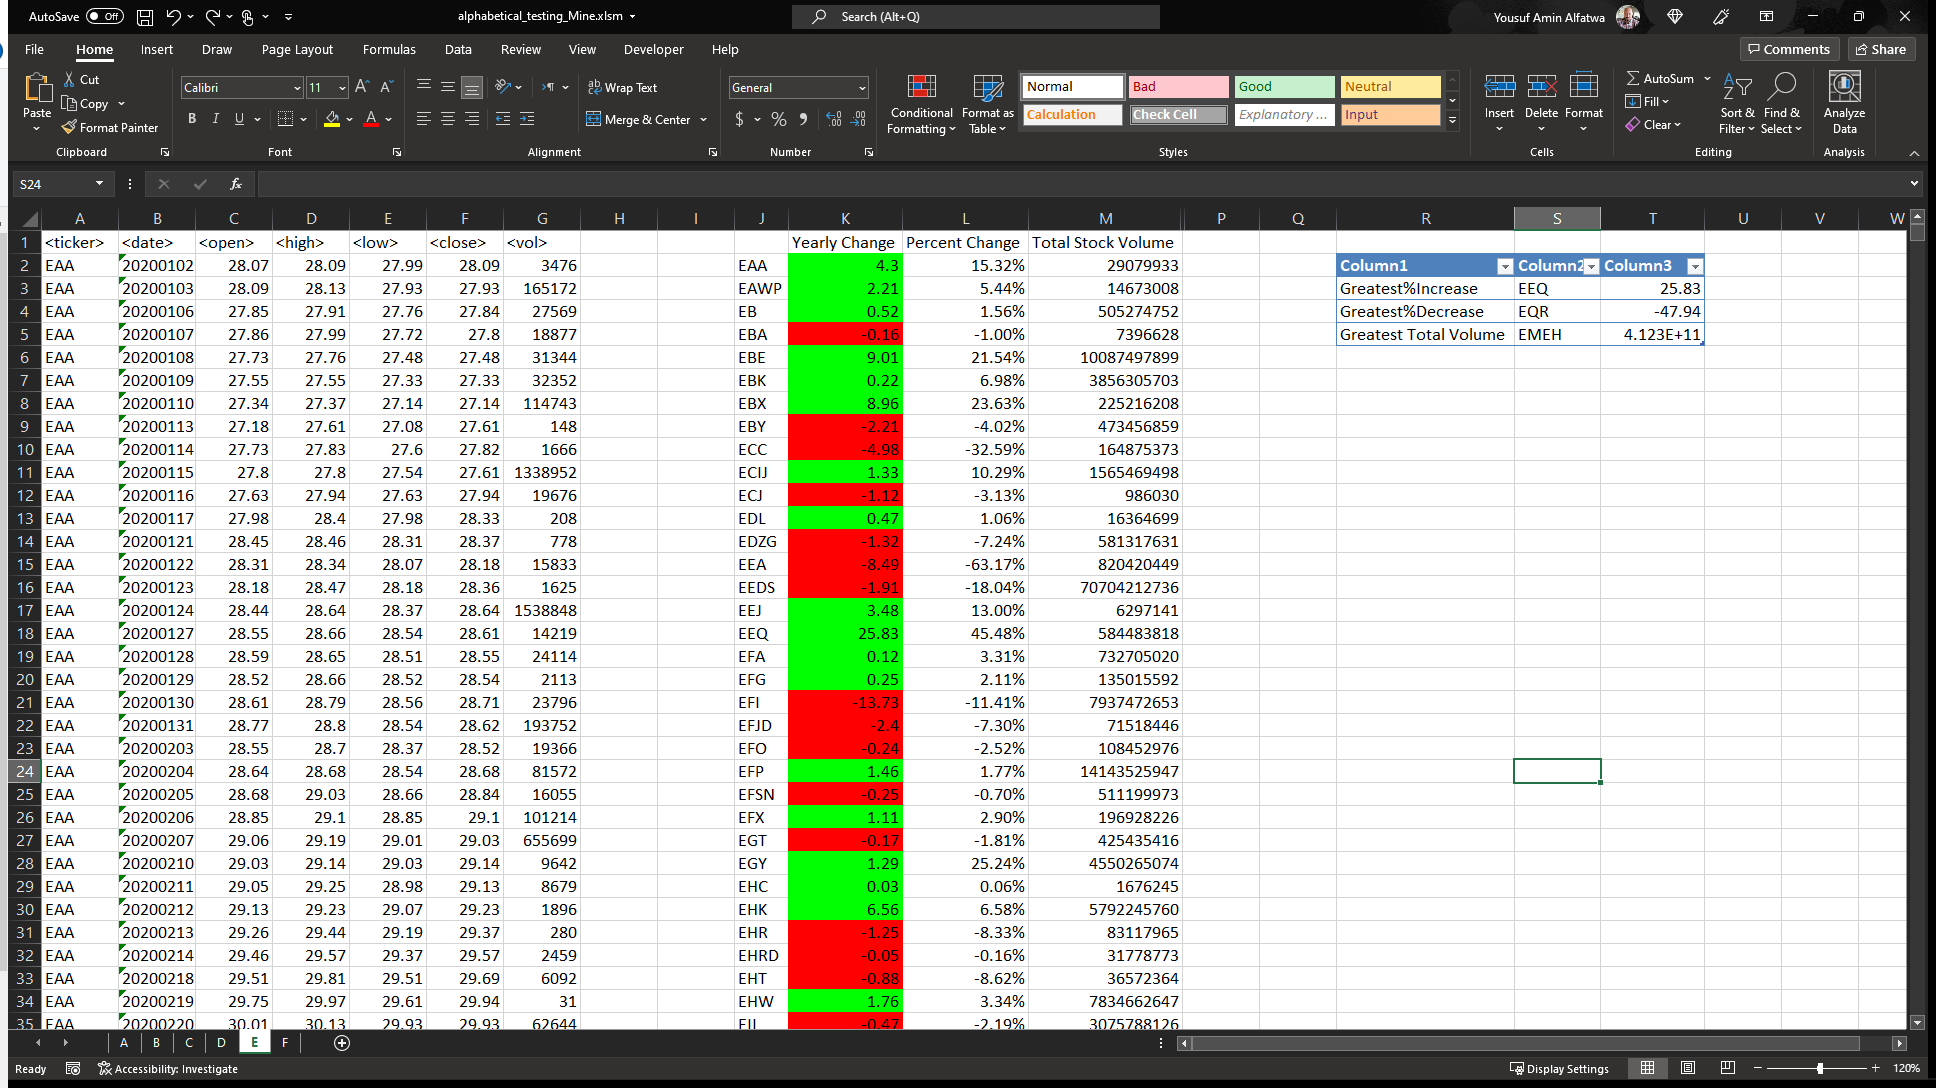 AutoSave Off alphabetical_testing_Mine.xlsm Search (Alt+Q) Yousuf Amin Alfatwa
File Home Insert Draw Page Layout Formulas Data Review View Developer Help Comments Share
Paste Cut Copy Format Painter Clipboard
Calibri 11 B I U A Font
Wrap Text Merge & Center Alignment
General $ % Number
Conditional Formatting Format as Table
Normal Bad Good Neutral
Calculation Check Cell Explanatory ... Input
Styles
Insert Delete Format Cells
AutoSum Fill Clear Sort & Filter Find & Select Editing
Analyze Data Analysis
S24 fx
A B C D E F G H I J K L M P Q R S T U V W
1 <ticker> <date> <open> <high> <low> <close> <vol> Yearly Change Percent Change Total Stock Volume
2 EAA 20200102 28.07 28.09 27.99 28.09 3476 EAA 4.3 15.32% 29079933 Column1 Column2 Column3
3 EAA 20200103 28.09 28.13 27.93 27.93 165172 EAWP 2.21 5.44% 14673008 Greatest%Increase EEQ 25.83
4 EAA 20200106 27.85 27.91 27.76 27.84 27569 EB 0.52 1.56% 505274752 Greatest%Decrease EQR -47.94
5 EAA 20200107 27.86 27.99 27.72 27.8 18877 EBA -0.16 -1.00% 7396628 Greatest Total Volume EMEH 4.123E+11
6 EAA 20200108 27.73 27.76 27.48 27.48 31344 EBE 9.01 21.54% 10087497899
7 EAA 20200109 27.55 27.55 27.33 27.33 32352 EBK 0.22 6.98% 3856305703
8 EAA 20200110 27.34 27.37 27.14 27.14 114743 EBX 8.96 23.63% 225216208
9 EAA 20200113 27.18 27.61 27.08 27.61 148 EBY -2.21 -4.02% 473456859
10 EAA 20200114 27.73 27.83 27.6 27.82 1666 ECC -4.98 -32.59% 164875373
11 EAA 20200115 27.8 27.8 27.54 27.61 1338952 ECIJ 1.33 10.29% 1565469498
12 EAA 20200116 27.63 27.94 27.63 27.94 19676 ECJ -1.12 -3.13% 986030
13 EAA 20200117 27.98 28.4 27.98 28.33 208 EDL 0.47 1.06% 16364699
14 EAA 20200121 28.45 28.46 28.31 28.37 778 EDZG -1.32 -7.24% 581317631
15 EAA 20200122 28.31 28.34 28.07 28.18 15833 EEA -8.49 -63.17% 820420449
16 EAA 20200123 28.18 28.47 28.18 28.36 1625 EEDS -1.91 -18.04% 70704212736
17 EAA 20200124 28.44 28.64 28.37 28.64 1538848 EEJ 3.48 13.00% 6297141
18 EAA 20200127 28.55 28.66 28.54 28.61 14219 EEQ 25.83 45.48% 584483818
19 EAA 20200128 28.59 28.65 28.51 28.55 24114 EFA 0.12 3.31% 732705020
20 EAA 20200129 28.52 28.66 28.52 28.54 2113 EFG 0.25 2.11% 135015592
21 EAA 20200130 28.61 28.79 28.56 28.71 23796 EFI -13.73 -11.41% 7937472653
22 EAA 20200131 28.77 28.8 28.54 28.62 193752 EFJD -2.4 -7.30% 71518446
23 EAA 20200203 28.55 28.7 28.37 28.52 19366 EFO -0.24 -2.52% 108452976
24 EAA 20200204 28.64 28.68 28.54 28.68 81572 EFP 1.46 1.77% 14143525947
25 EAA 20200205 28.68 29.03 28.66 28.84 16055 EFSN -0.25 -0.70% 511199973
26 EAA 20200206 28.85 29.1 28.85 29.1 101214 EFX 1.11 2.90% 196928226
27 EAA 20200207 29.06 29.19 29.01 29.03 655699 EGT -0.17 -1.81% 425435416
28 EAA 20200210 29.03 29.14 29.03 29.14 9642 EGY 1.29 25.24% 4550265074
29 EAA 20200211 29.05 29.25 28.98 29.13 8679 EHC 0.03 0.06% 1676245
30 EAA 20200212 29.13 29.23 29.07 29.23 1896 EHK 6.56 6.58% 5792245760
31 EAA 20200213 29.26 29.44 29.19 29.37 280 EHR -1.25 -8.33% 83117965
32 EAA 20200214 29.46 29.57 29.37 29.57 2459 EHRD -0.05 -0.16% 31778773
33 EAA 20200218 29.51 29.81 29.51 29.69 6092 EHT -0.88 -8.62% 36572364
34 EAA 20200219 29.75 29.97 29.61 29.94 31 EHW 1.76 3.34% 7834662647
35 EAA 20200220 30.01 30.13 29.93 29.93 62644 -0.47 -2.19% 3075788126
A B C D E F
Ready Accessibility: Investigate Display Settings 120%